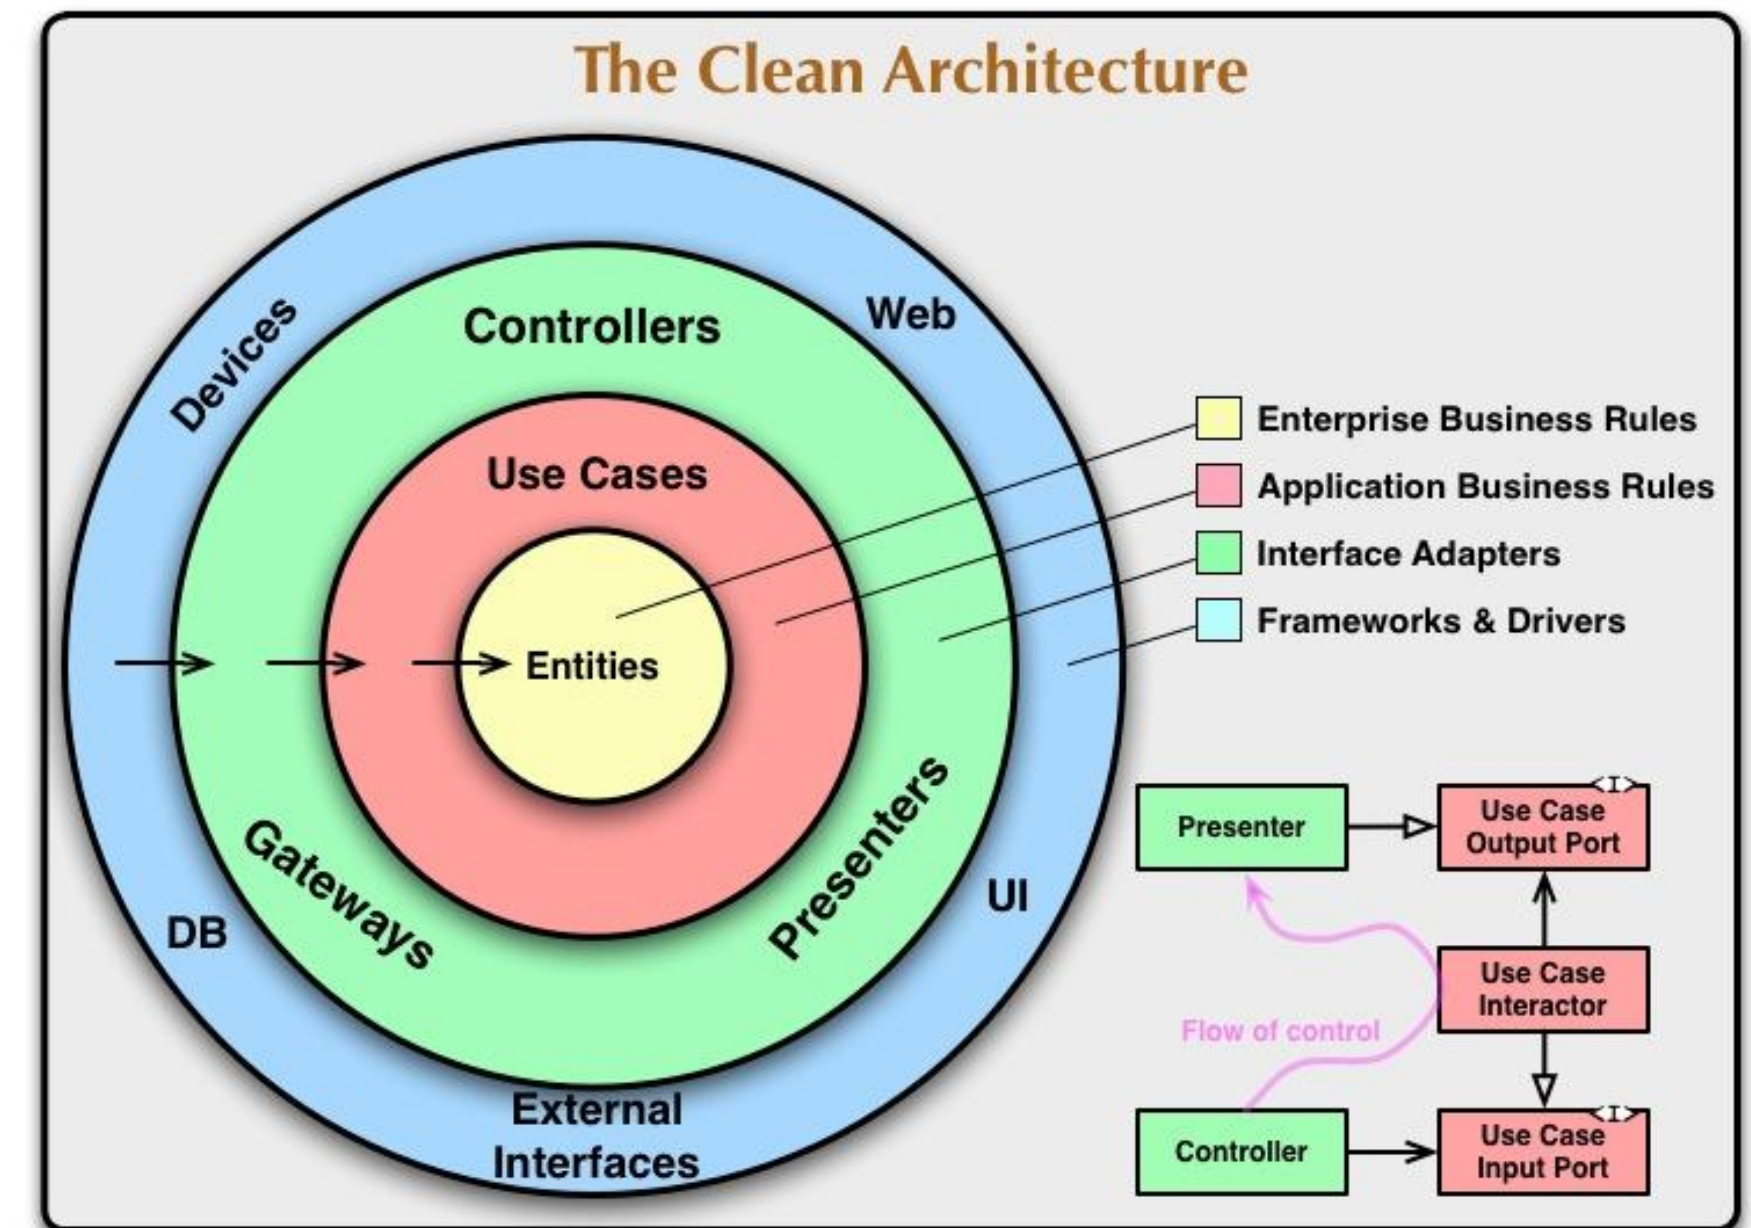 The Clean Architecture
Devices
Controllers
Web
Use Cases
Entities
Gateways
Presenters
DB
UI
External
Interfaces
Enterprise Business Rules
Application Business Rules
Interface Adapters
Frameworks & Drivers
Presenter
<I>
Use Case
Output Port
Use Case
Interactor
Flow of control
Controller
<I>
Use Case
Input Port